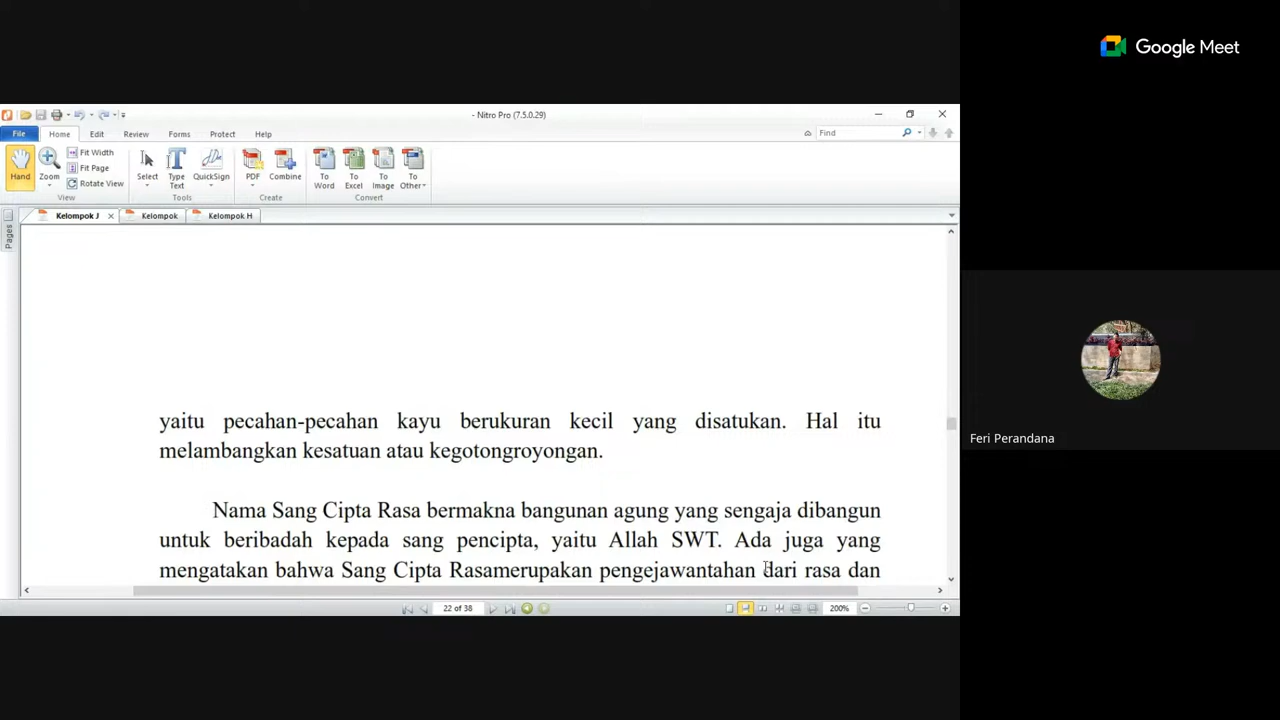 Google Meet
- Nitro Pro (7.5.0.29)
File Home Edit Review Forms Protect Help
Find
Hand
Zoom
Fit Width
Fit Page
Rotate View
Select
Type Text
QuickSign
PDF
Combine
To Word
To Excel
To Image
To Other
View Tools Create Convert
Kelompok J Kelompok Kelompok H
Pages
yaitu pecahan-pecahan kayu berukuran kecil yang disatukan. Hal itu
melambangkan kesatuan atau kegotongroyongan.
Nama Sang Cipta Rasa bermakna bangunan agung yang sengaja dibangun
untuk beribadah kepada sang pencipta, yaitu Allah SWT. Ada juga yang
mengatakan bahwa Sang Cipta Rasamerupakan pengejawantahan dari rasa dan
22 of 38
200%
Feri Perandana